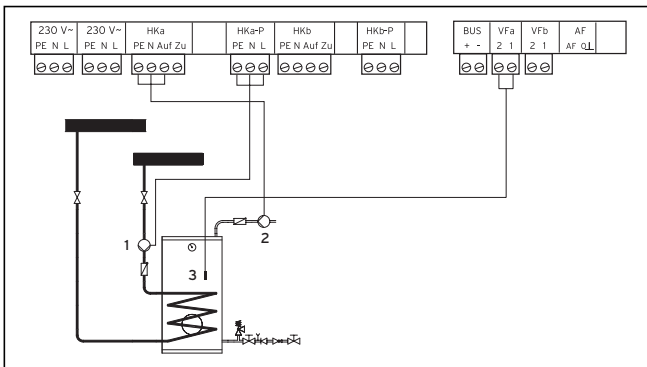 230 V~ 230 V~ HKa HKa-P HKb HKb-P BUS VFa VFb AF
PE N L PE N L PE N Auf Zu PE N L PE N Auf Zu PE N L + - 2 1 2 1 AF 0
1
2
3